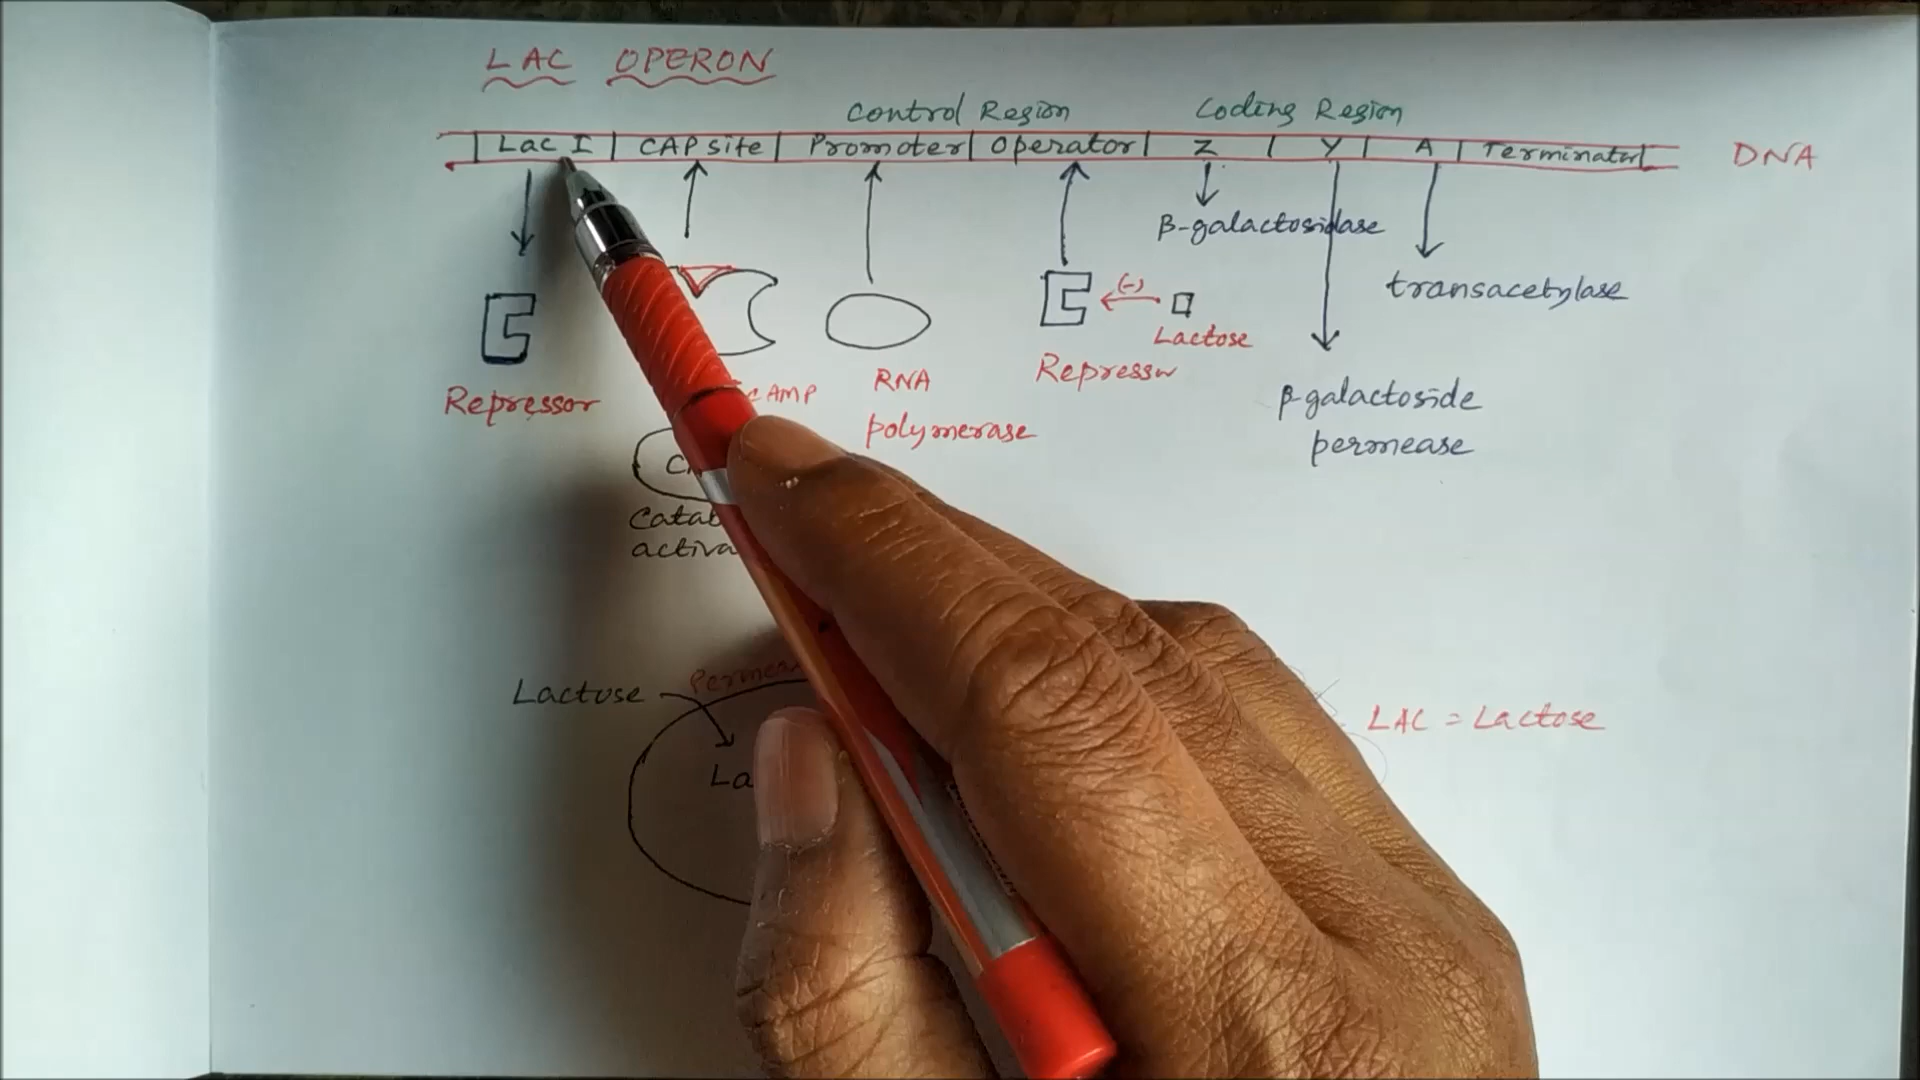 LAC OPERON
Control Region Coding Region
Lac I CAP site Promoter Operator Z Y A Terminator DNA
β-galactosidase
transacetylase
(-)
Lactose
Repressor RNA Repressor
polymerase
cAMP
β-galactoside
permease
Lactose
LAC = Lactose